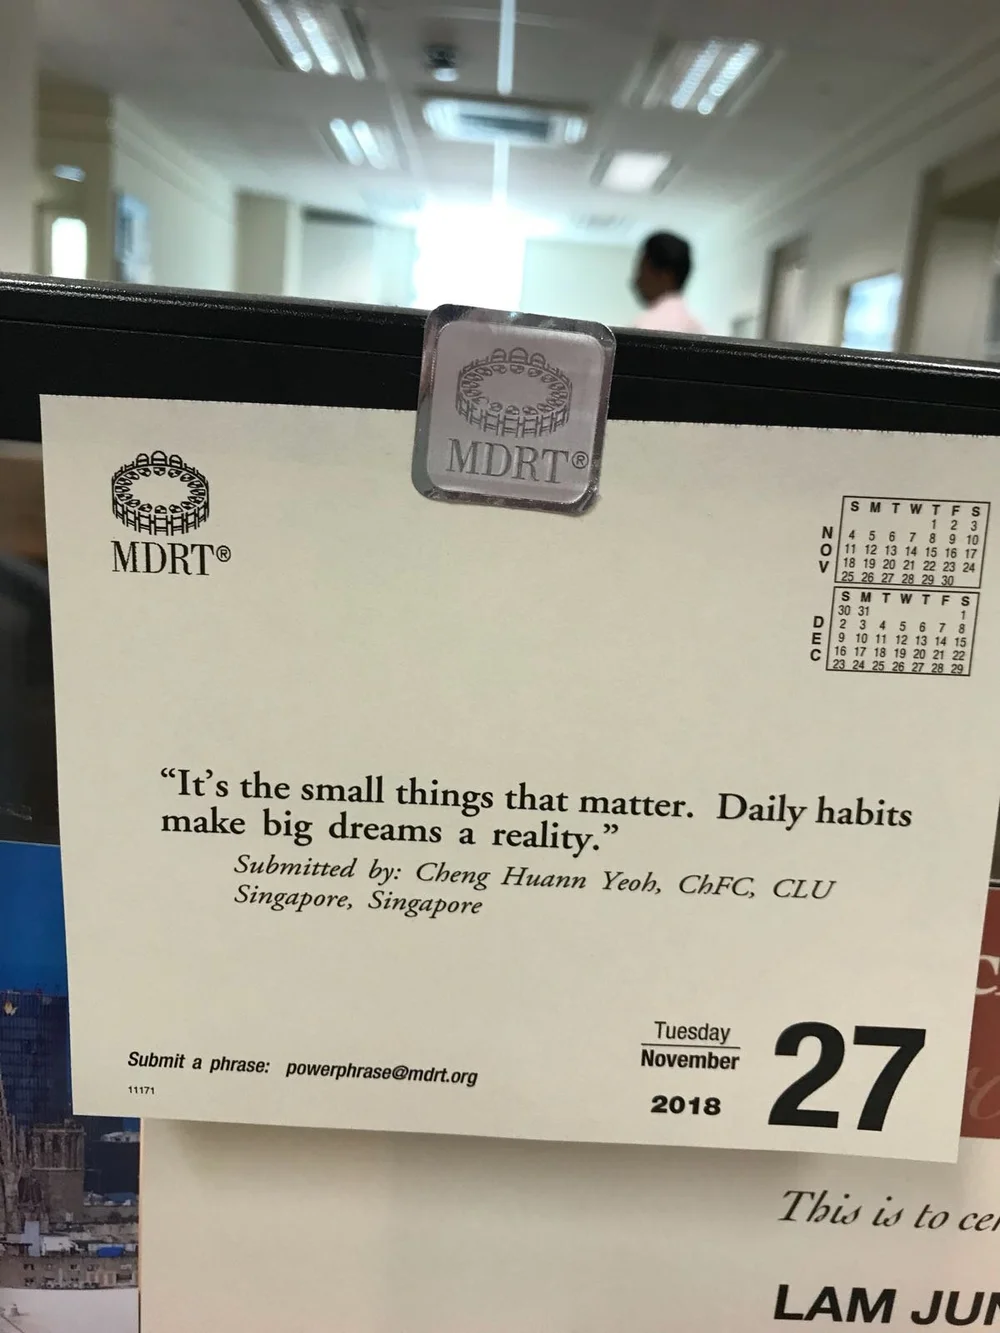 MDRT®
MDRT®
S M T W T F S
1 2 3
4 5 6 7 8 9 10
11 12 13 14 15 16 17
18 19 20 21 22 23 24
25 26 27 28 29 30
NOV
S M T W T F S
30 31 1
2 3 4 5 6 7 8
9 10 11 12 13 14 15
16 17 18 19 20 21 22
23 24 25 26 27 28 29
DEC
“It’s the small things that matter. Daily habits
make big dreams a reality.”
Submitted by: Cheng Huann Yeoh, ChFC, CLU
Singapore, Singapore
Submit a phrase: powerphrase@mdrt.org
11171
Tuesday
November
2018
27
This is to
LAM